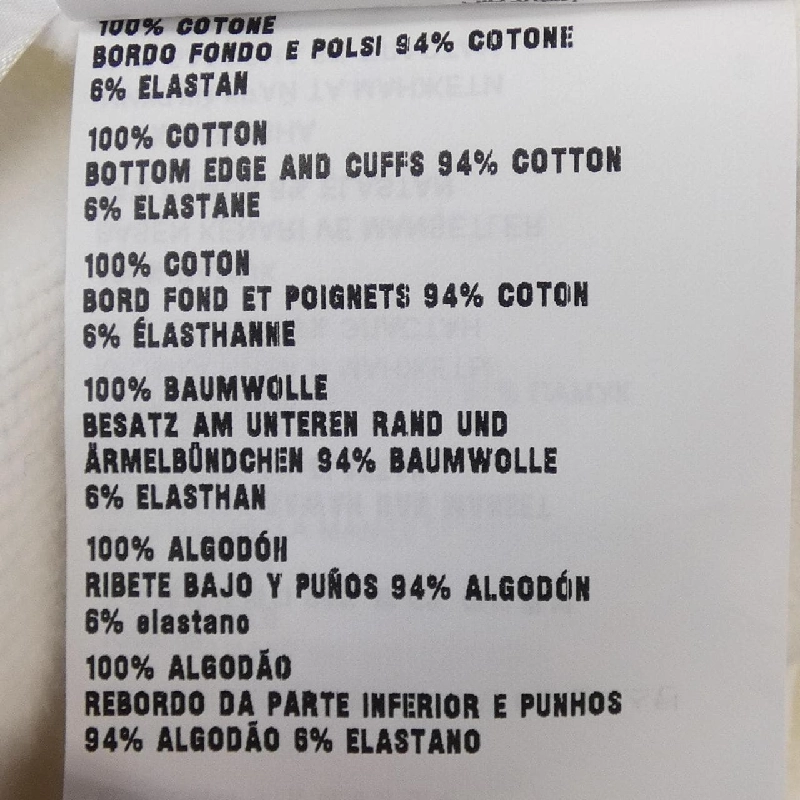 100% COTONE
BORDO FONDO E POLSI 94% COTONE
6% ELASTAN
100% COTTON
BOTTOM EDGE AND CUFFS 94% COTTON
6% ELASTANE
100% COTON
BORD FOND ET POIGNETS 94% COTON
6% ÉLASTHANNE
100% BAUMWOLLE
BESATZ AM UNTEREN RAND UND
ÄRMELBÜNDCHEN 94% BAUMWOLLE
6% ELASTHAN
100% ALGODÓN
RIBETE BAJO Y PUÑOS 94% ALGODÓN
6% elastano
100% ALGODÃO
REBORDO DA PARTE INFERIOR E PUNHOS
94% ALGODÃO 6% ELASTANO